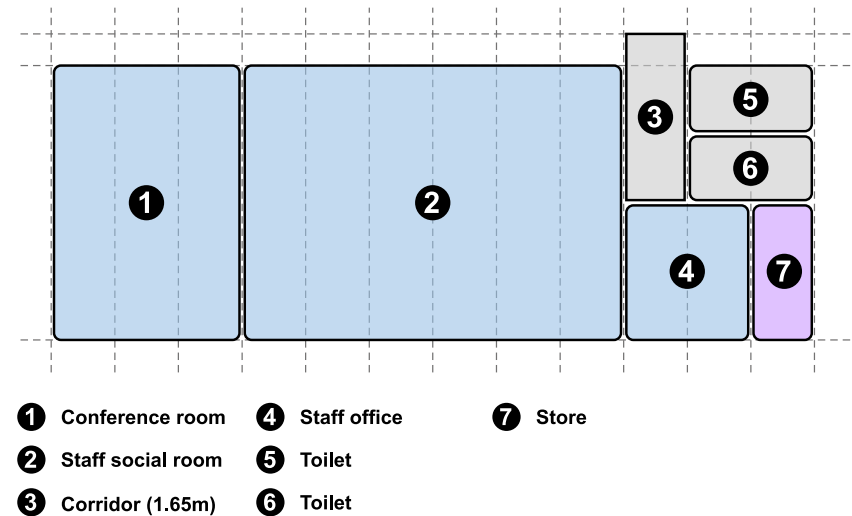 5
3
6
1
2
4
7
1 Conference room
2 Staff social room
3 Corridor (1.65m)
4 Staff office
5 Toilet
6 Toilet
7 Store